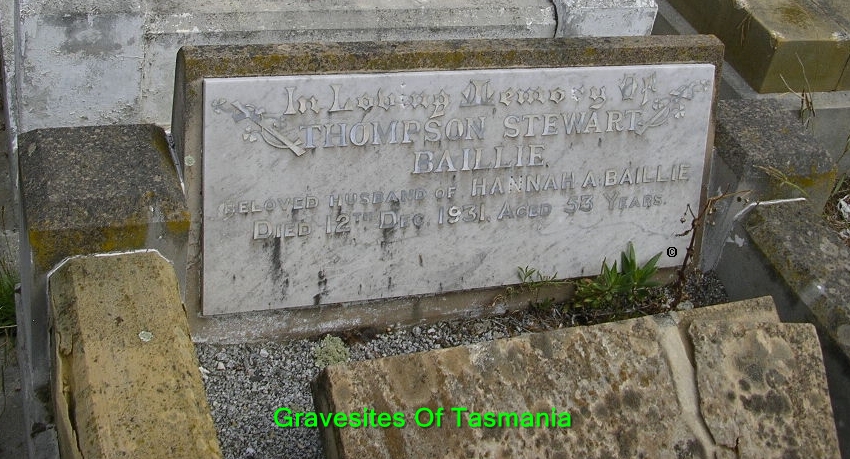 In Loving Memory Of
THOMPSON STEWART
BAILLIE
BELOVED HUSBAND OF HANNAH A. BAILLIE
DIED 12TH DEC. 1931. AGED 53 YEARS.
©
Gravesites Of Tasmania